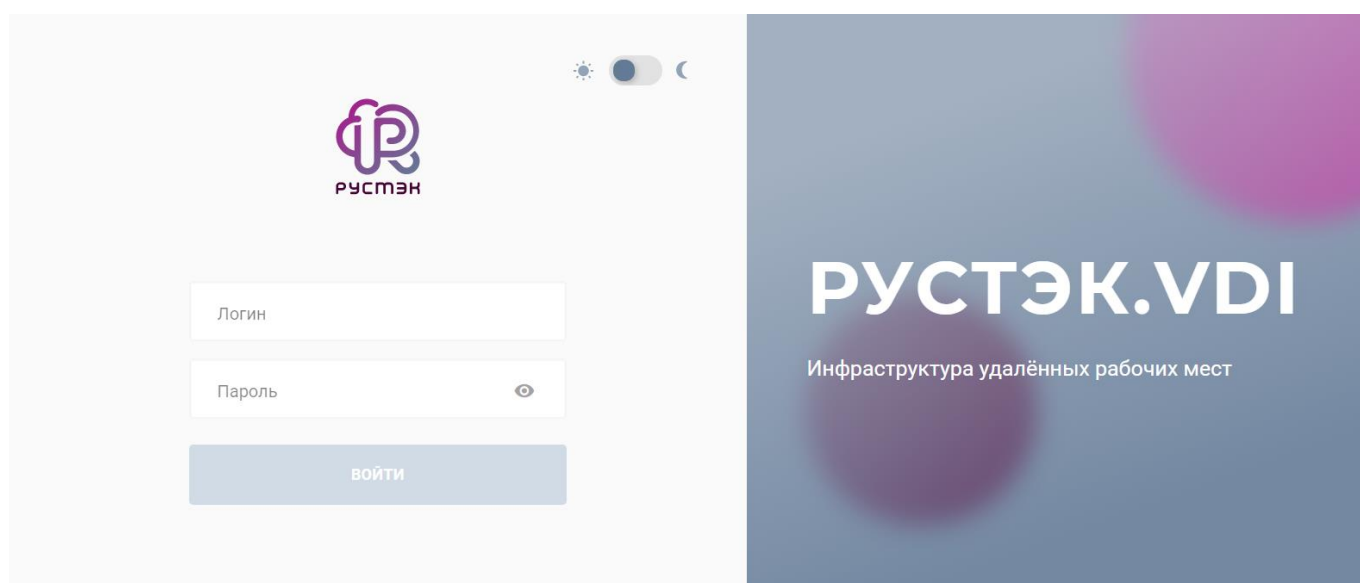 РУСТЭК
Логин
Пароль
ВОЙТИ
РУСТЭК.VDI
Инфраструктура удалённых рабочих мест